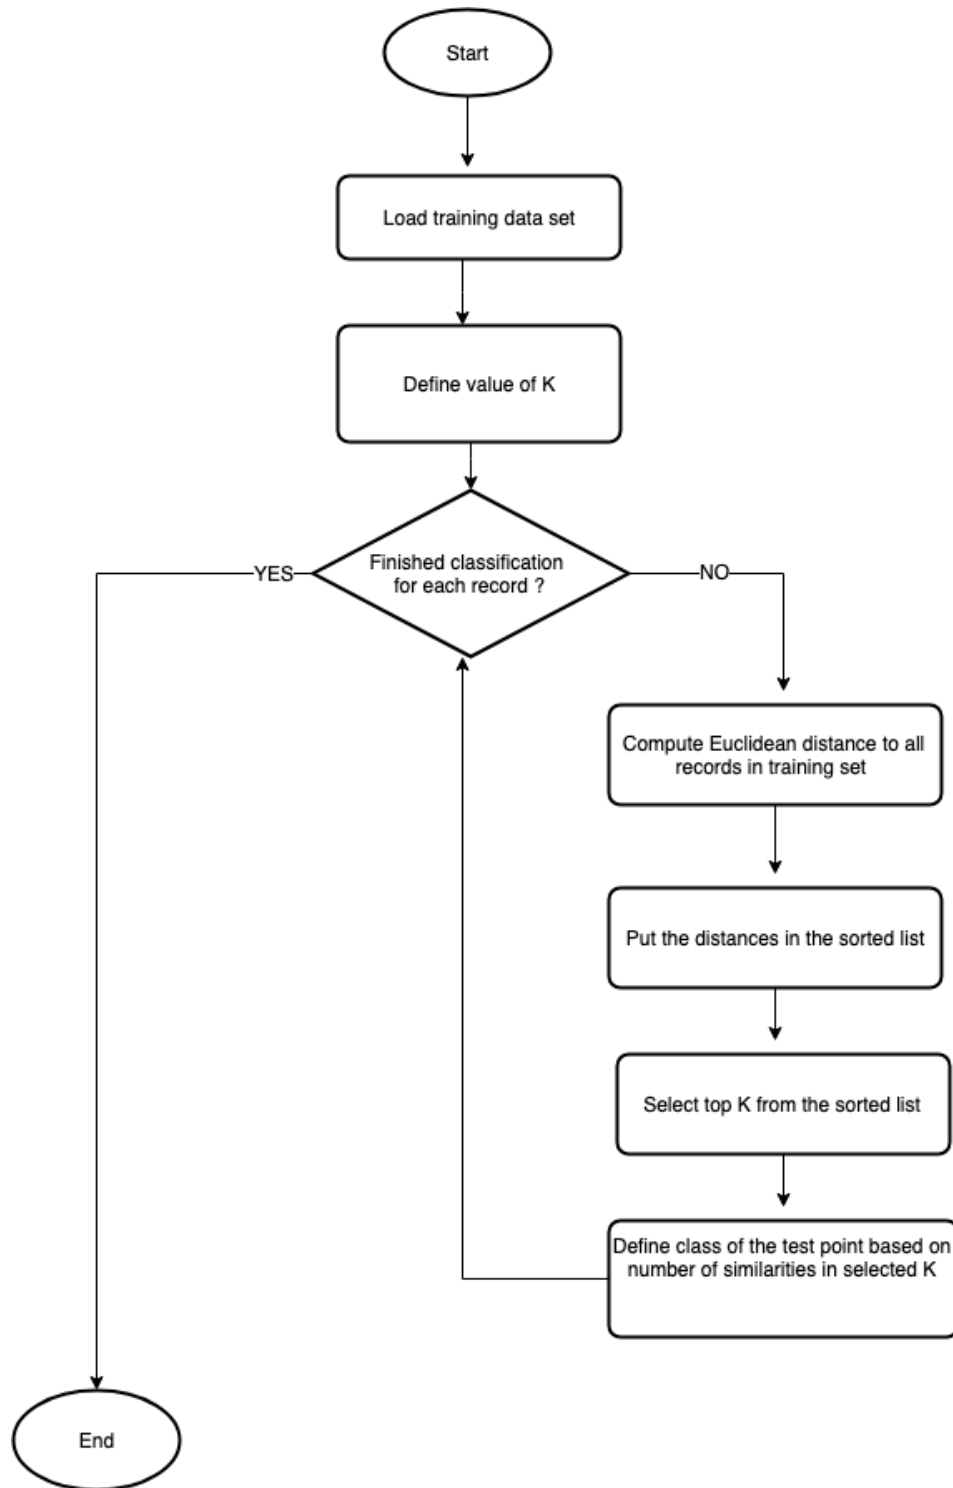 Start
Load training data set
Define value of K
Finished classification
for each record ?
YES
NO
Compute Euclidean distance to all
records in training set
Put the distances in the sorted list
Select top K from the sorted list
Define class of the test point based on
number of similarities in selected K
End